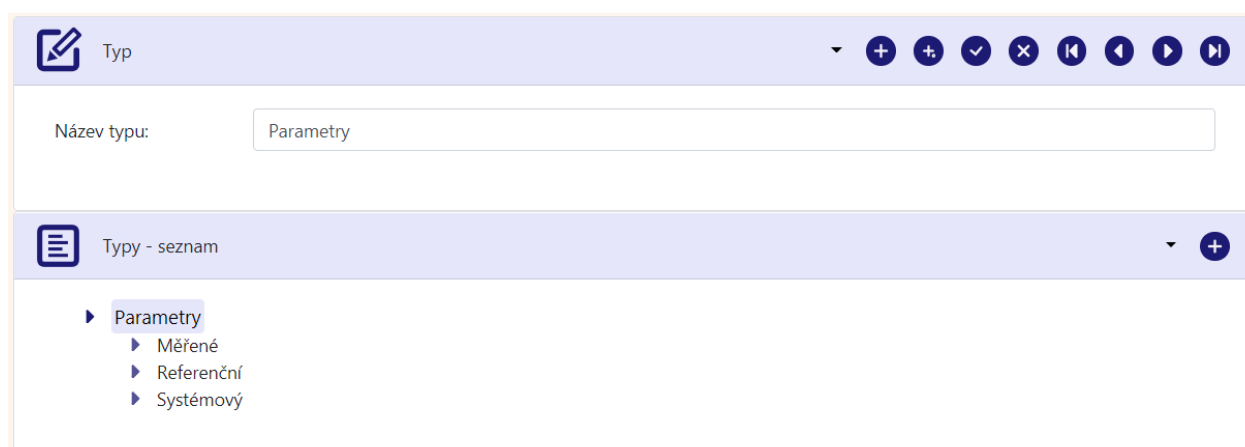 Typ
Název typu:
Parametry
Typy - seznam
Parametry
Měřené
Referenční
Systémový